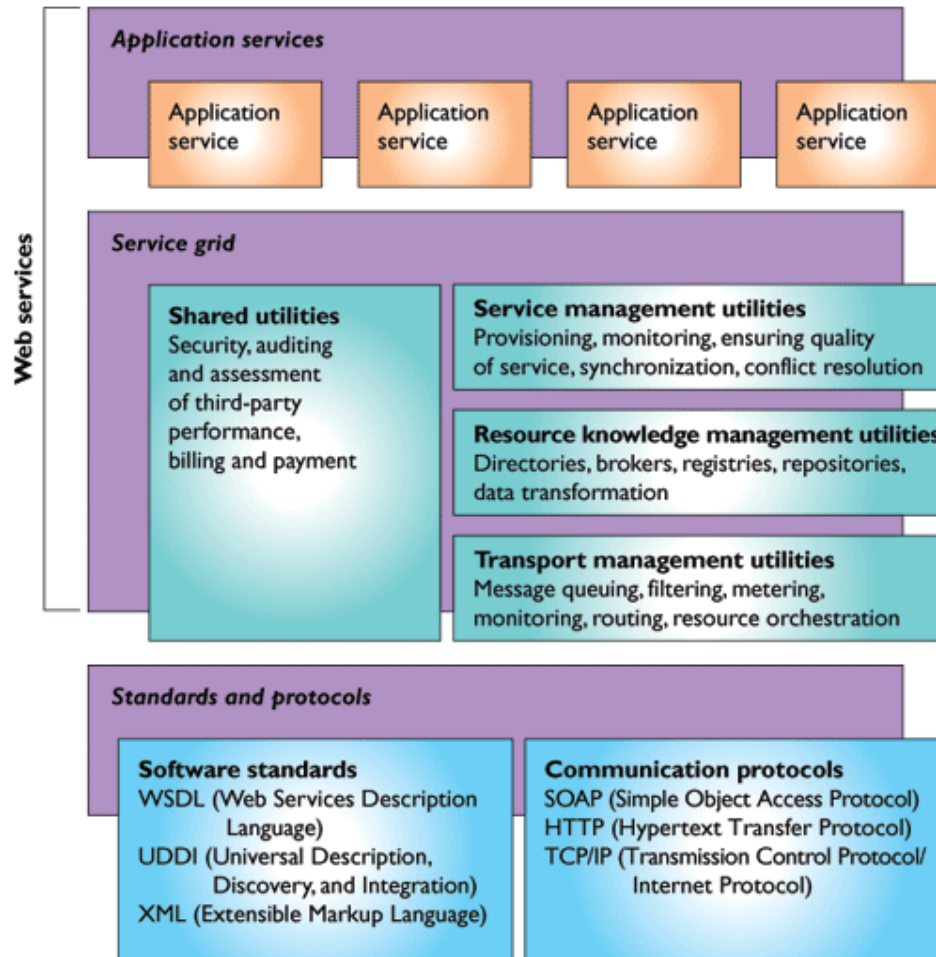 Web services
Application services
Application
service
Application
service
Application
service
Application
service
Service grid
Shared utilities
Security, auditing
and assessment
of third-party
performance,
billing and payment
Service management utilities
Provisioning, monitoring, ensuring quality
of service, synchronization, conflict resolution
Resource knowledge management utilities
Directories, brokers, registries, repositories,
data transformation
Transport management utilities
Message queuing, filtering, metering,
monitoring, routing, resource orchestration
Standards and protocols
Software standards
WSDL (Web Services Description
Language)
UDDI (Universal Description,
Discovery, and Integration)
XML (Extensible Markup Language)
Communication protocols
SOAP (Simple Object Access Protocol)
HTTP (Hypertext Transfer Protocol)
TCP/IP (Transmission Control Protocol/
Internet Protocol)